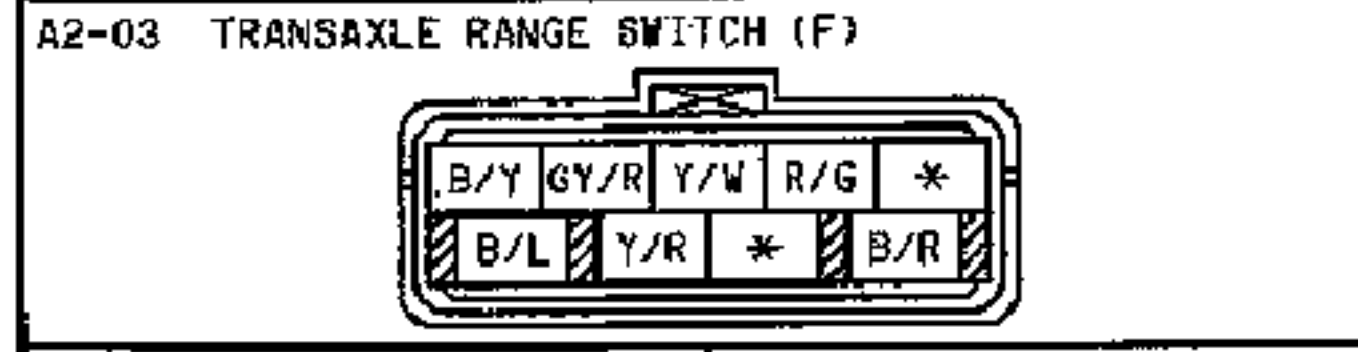 A2-03 TRANSAXLE RANGE SWITCH (F)
B/Y GY/R Y/W R/G *
B/L Y/R * B/R